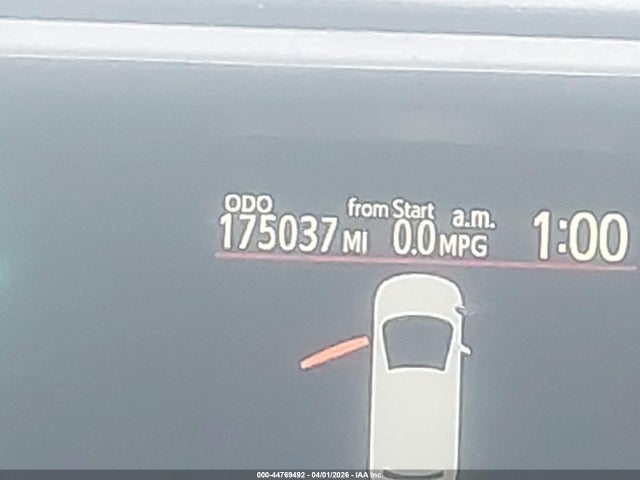 ODO from Start a.m. 1:00
175037 MI 0.0 MPG
000-44769492 - 04/01/2026 - IAA Inc.